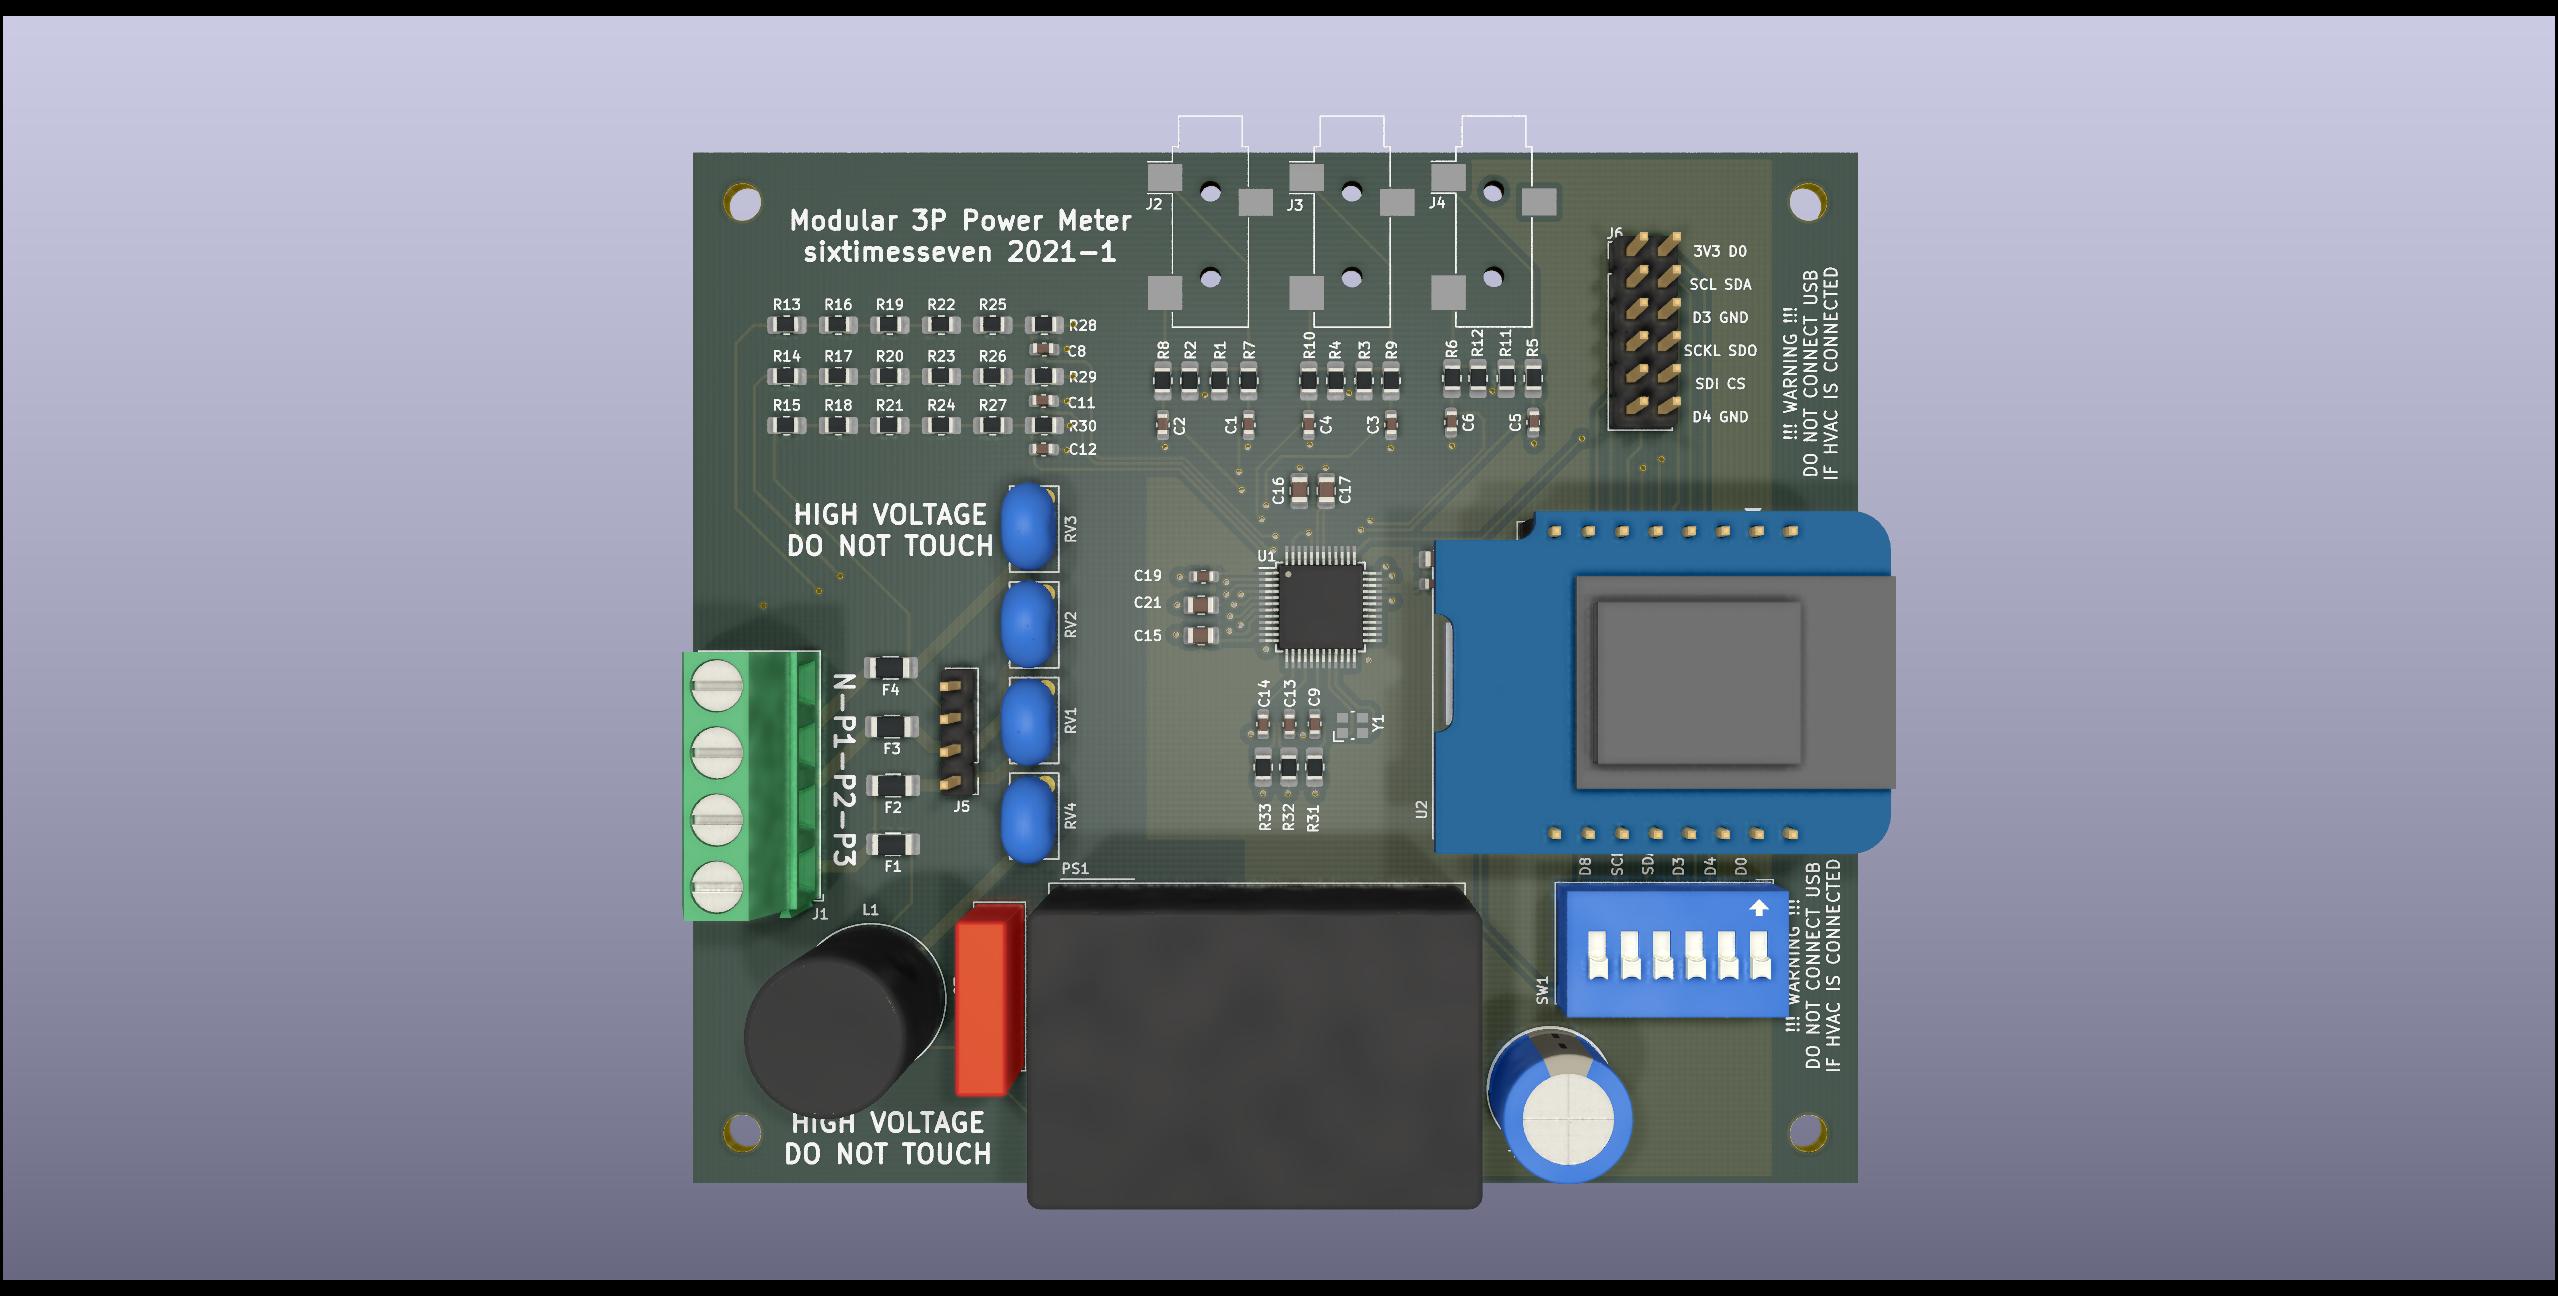 J2
J3
J4
Modular 3P Power Meter
sixtimesseven 2021-1
J6
3V3 D0
SCL SDA
D3 GND
SCKL SDO
SDI CS
D4 GND
!!! WARNING !!!
DO NOT CONNECT USB
IF HVAC IS CONNECTED
R13 R16 R19 R22 R25
R28
C8
R14 R17 R20 R23 R26
R29
C11
R15 R18 R21 R24 R27
R30
C12
R8 R2 R1 R7
R10 R4 R3 R9
R6 R12 R11 R5
C2 C1 C4 C3 C6 C5
C16 C17
HIGH VOLTAGE
DO NOT TOUCH
RV3
RV2
RV1
RV4
U1
C19
C21
C15
C14 C13 C9
Y1
R33 R32 R31
U2
N-P1-P2-P3
F4
F3
F2
F1
J5
J1
L1
PS1
D8 SCL SDA D3 D4 D0
SW1
!!! WARNING !!!
DO NOT CONNECT USB
IF HVAC IS CONNECTED
HIGH VOLTAGE
DO NOT TOUCH